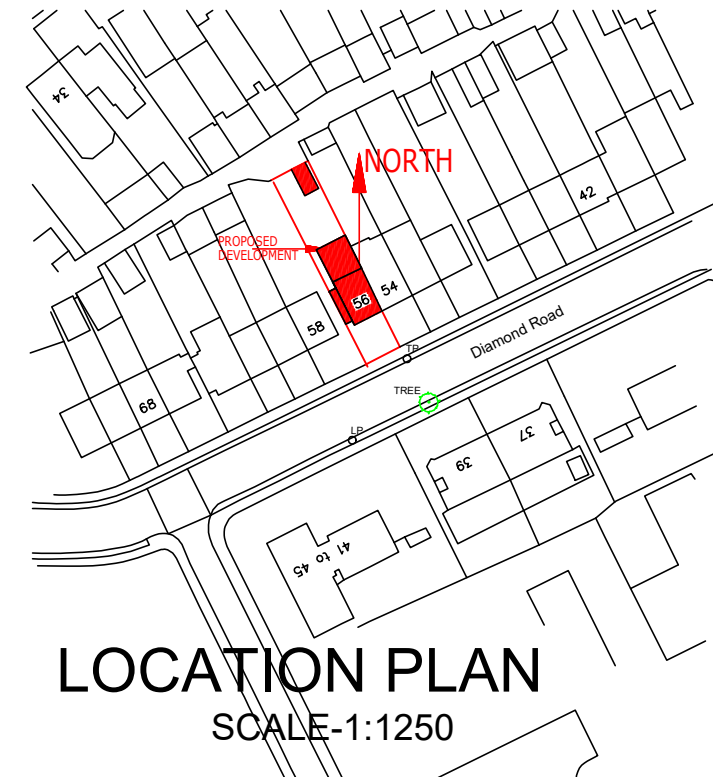 34
NORTH
42
PROPOSED
DEVELOPMENT
54
56
58
TP
Diamond Road
TREE
68
LP
37
39
41 to 45
LOCATION PLAN
SCALE-1:1250